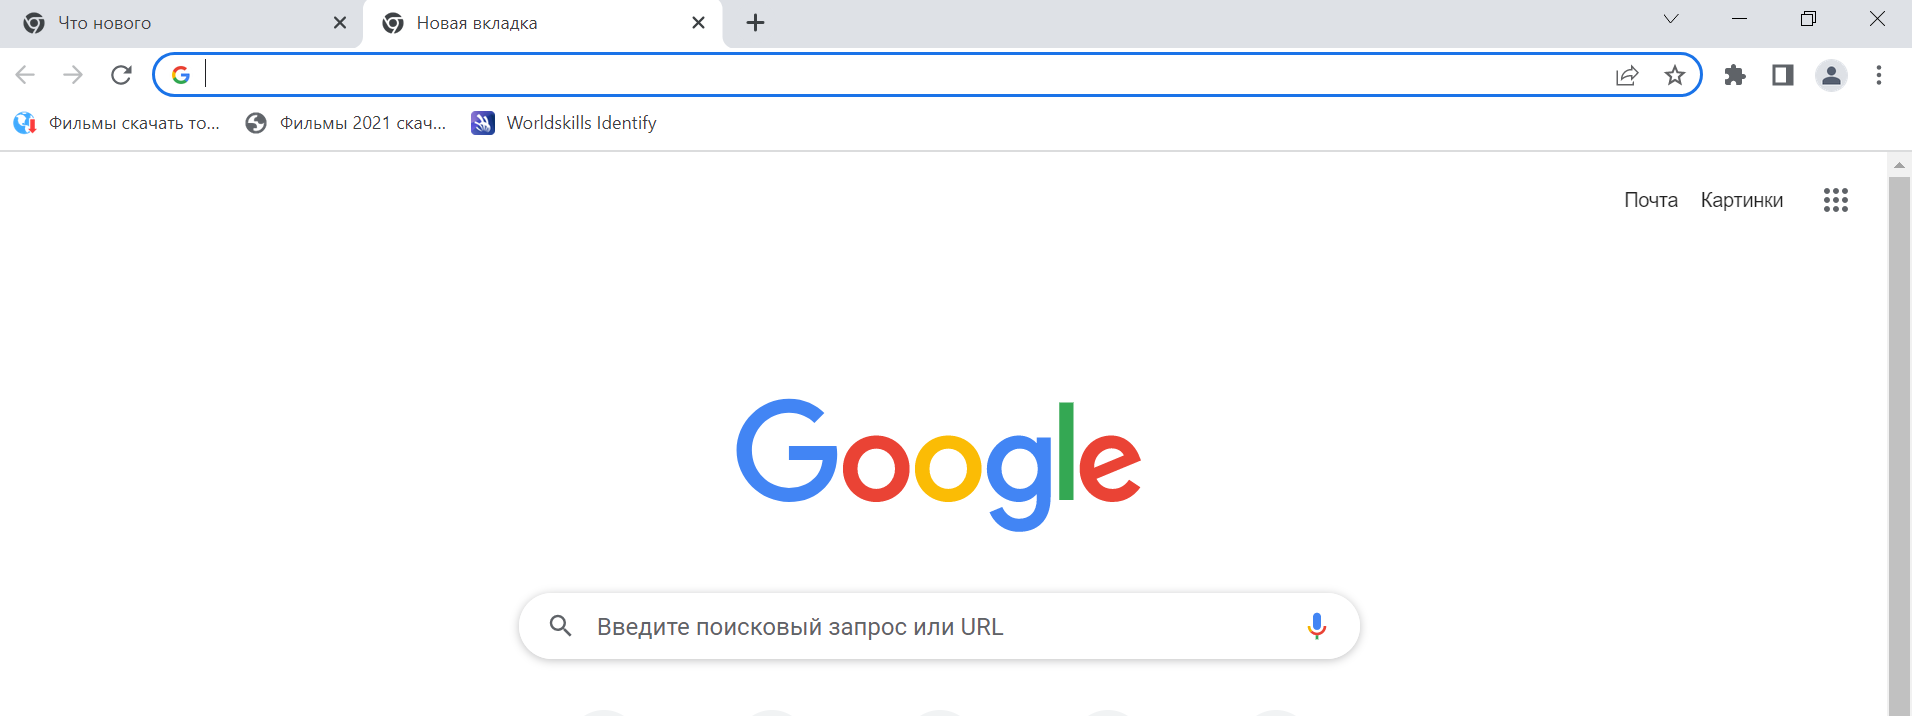 Что нового
Новая вкладка
Фильмы скачать то...
Фильмы 2021 скач...
Worldskills Identify
Почта
Картинки
Google
Введите поисковый запрос или URL